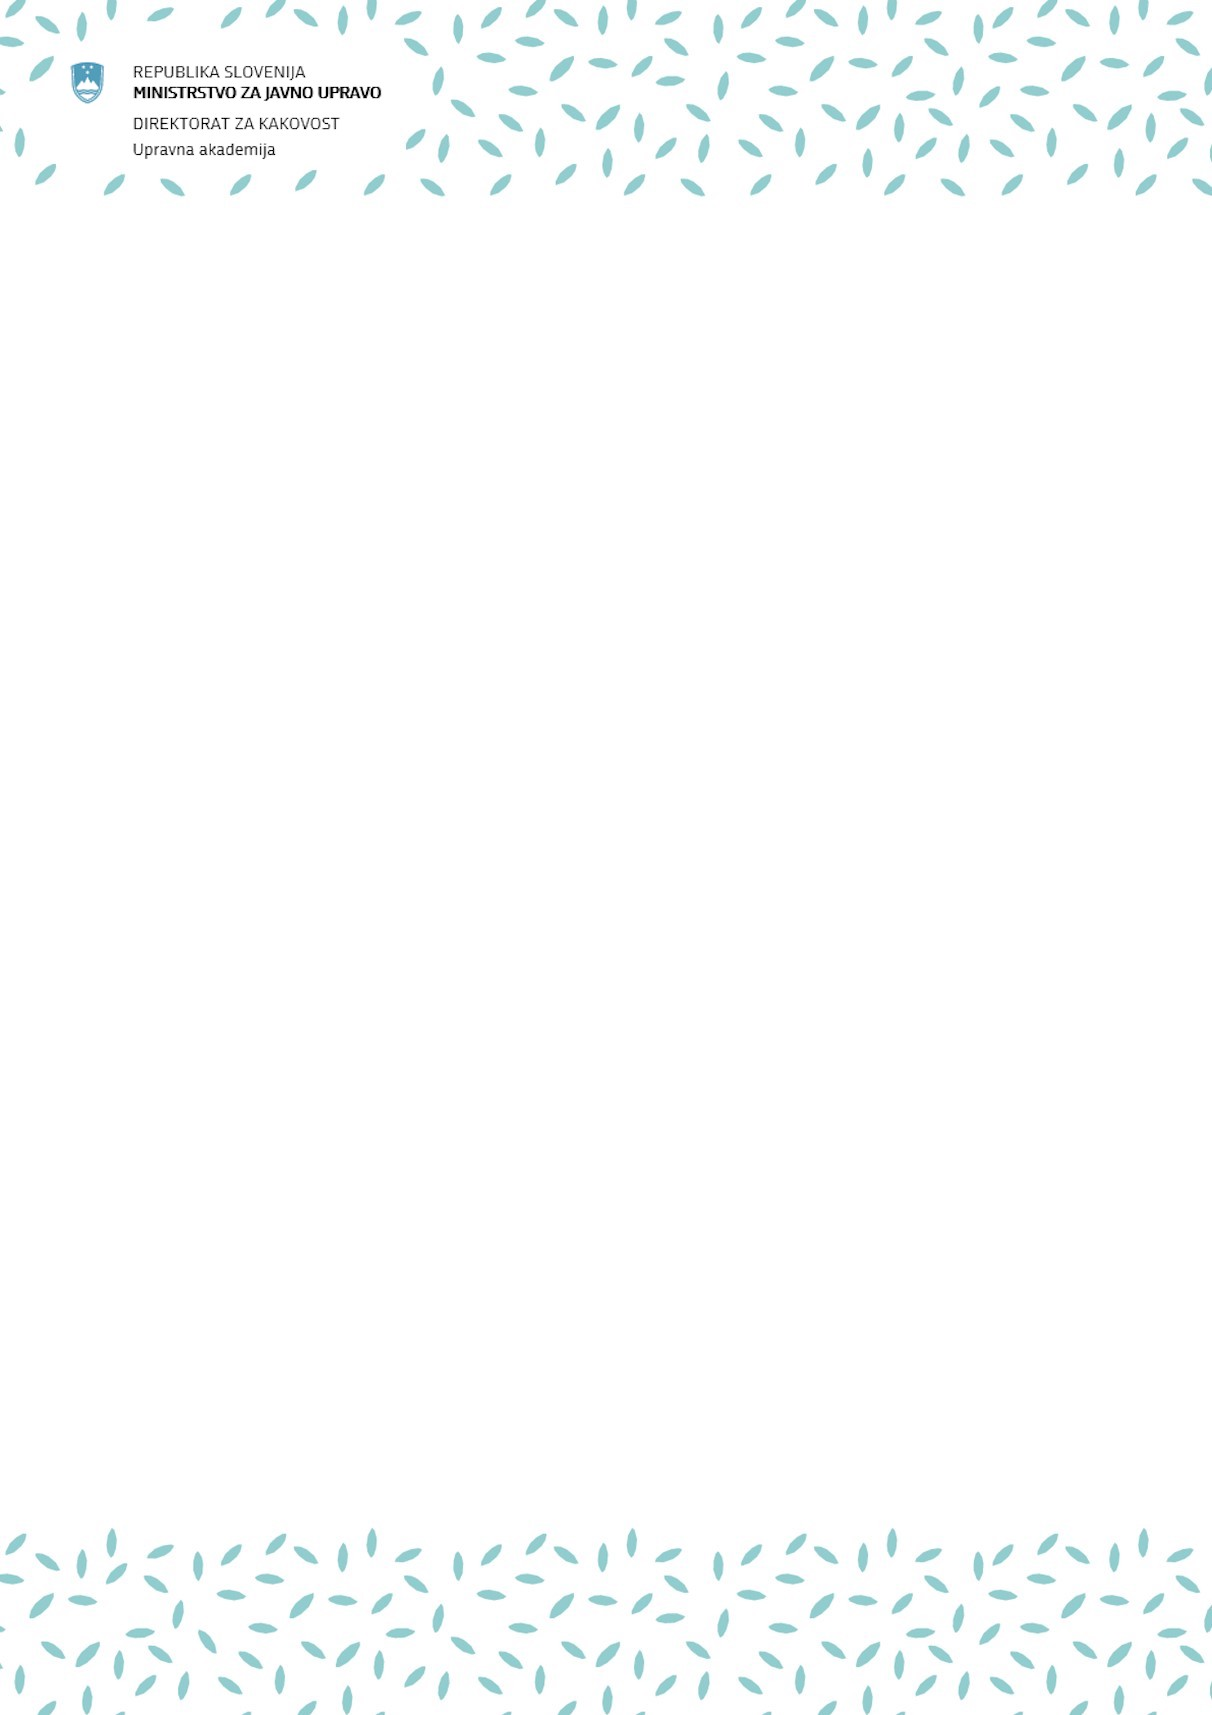 REPUBLIKA SLOVENIJA
MINISTRSTVO ZA JAVNO UPRAVO
DIREKTORAT ZA KAKOVOST
Upravna akademija